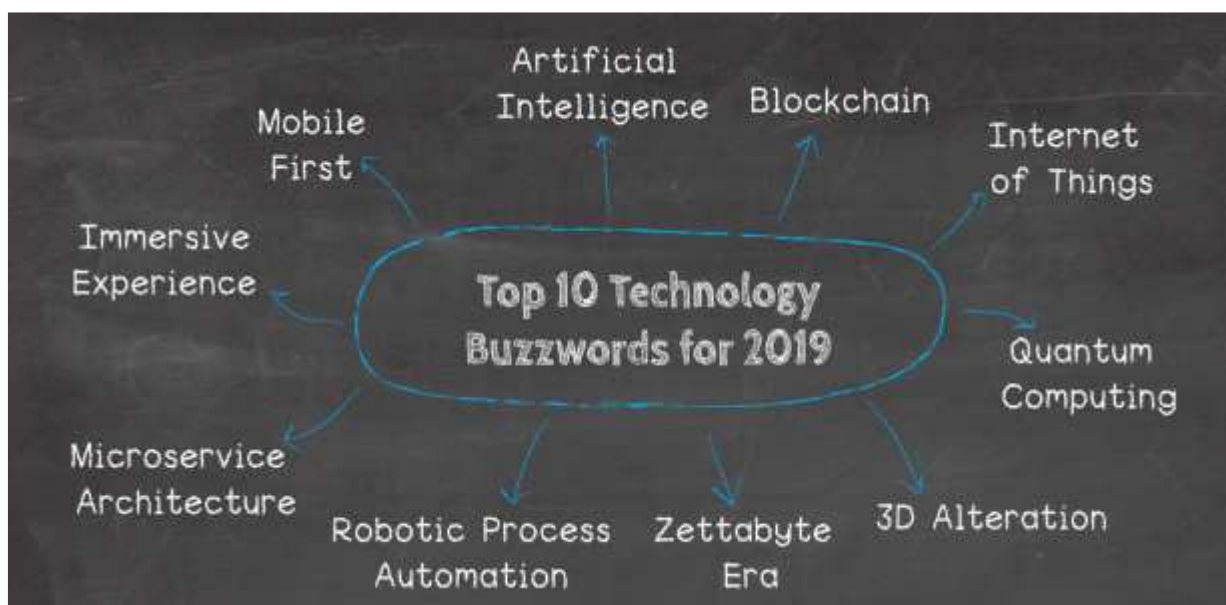 Artificial
Intelligence
Blockchain
Mobile
First
Internet
of Things
Immersive
Experience
Top 10 Technology
Buzzwords for 2019
Quantum
Computing
Microservice
Architecture
Robotic Process
Automation
Zettabyte
Era
3D Alteration